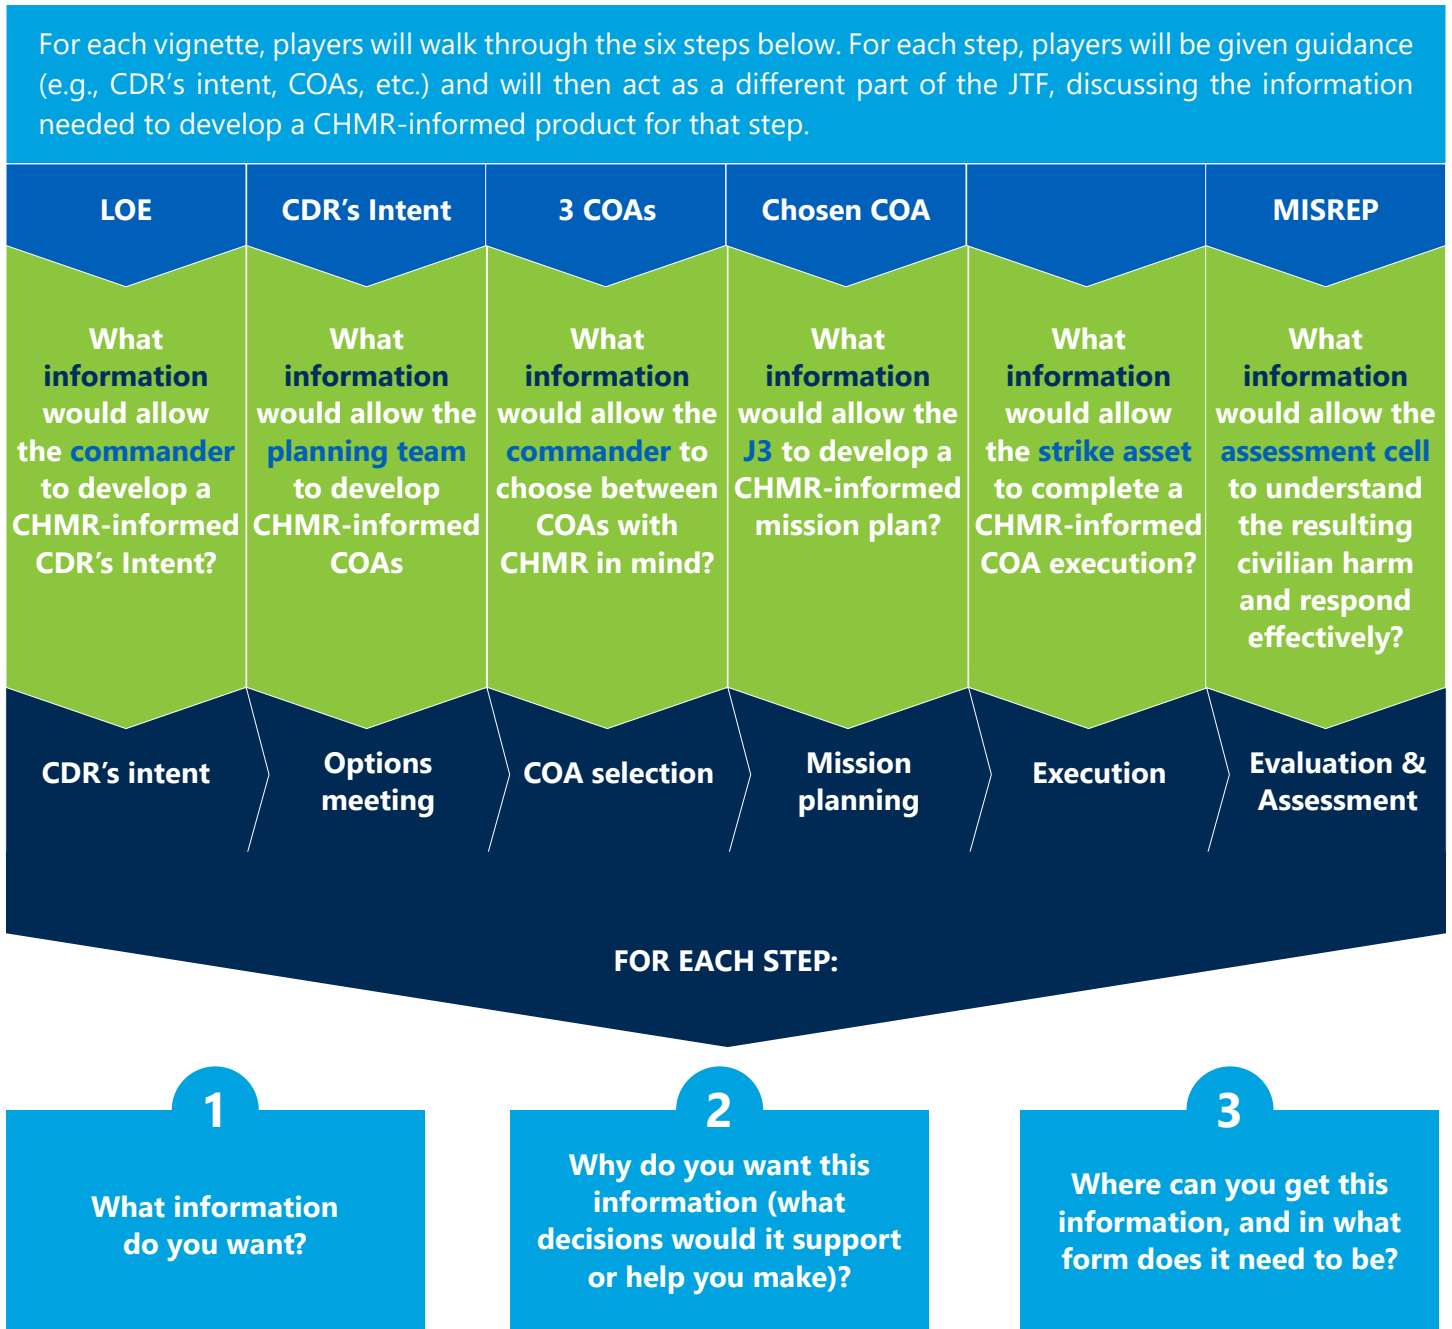 For each vignette, players will walk through the six steps below. For each step, players will be given guidance
(e.g., CDR's intent, COAs, etc.) and will then act as a different part of the JTF, discussing the information
needed to develop a CHMR-informed product for that step.
LOE
CDR's Intent
3 COAs
Chosen COA
MISREP
What
information
would allow
the commander
to develop a
CHMR-informed
CDR's Intent?
What
information
would allow the
planning team
to develop
CHMR-informed
COAs
What
information
would allow the
commander to
choose between
COAs with
CHMR in mind?
What
information
would allow the
J3 to develop a
CHMR-informed
mission plan?
What
information
would allow
the strike asset
to complete a
CHMR-informed
COA execution?
What
information
would allow the
assessment cell
to understand
the resulting
civilian harm
and respond
effectively?
CDR's intent
Options
meeting
COA selection
Mission
planning
Execution
Evaluation &
Assessment
FOR EACH STEP:
1
What information
do you want?
2
Why do you want this
information (what
decisions would it support
or help you make)?
3
Where can you get this
information, and in what
form does it need to be?